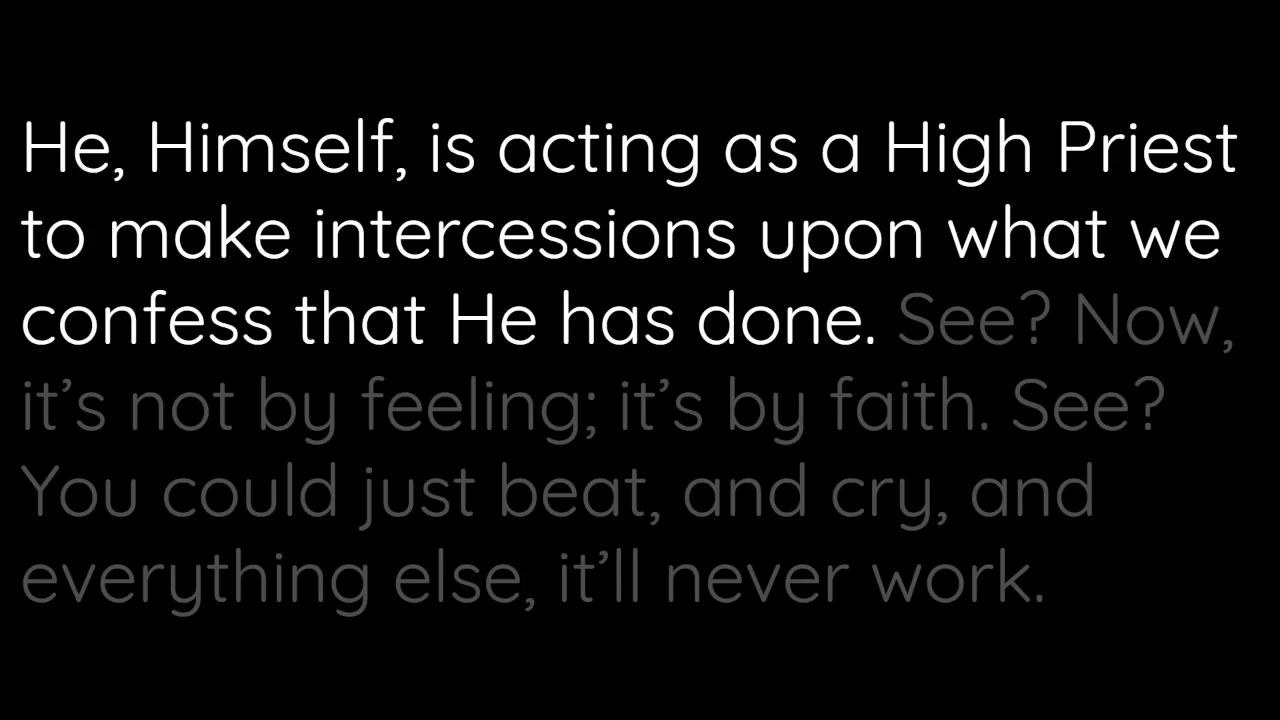 He, Himself, is acting as a High Priest
to make intercessions upon what we
confess that He has done. See? Now,
it’s not by feeling; it’s by faith. See?
You could just beat, and cry, and
everything else, it’ll never work.